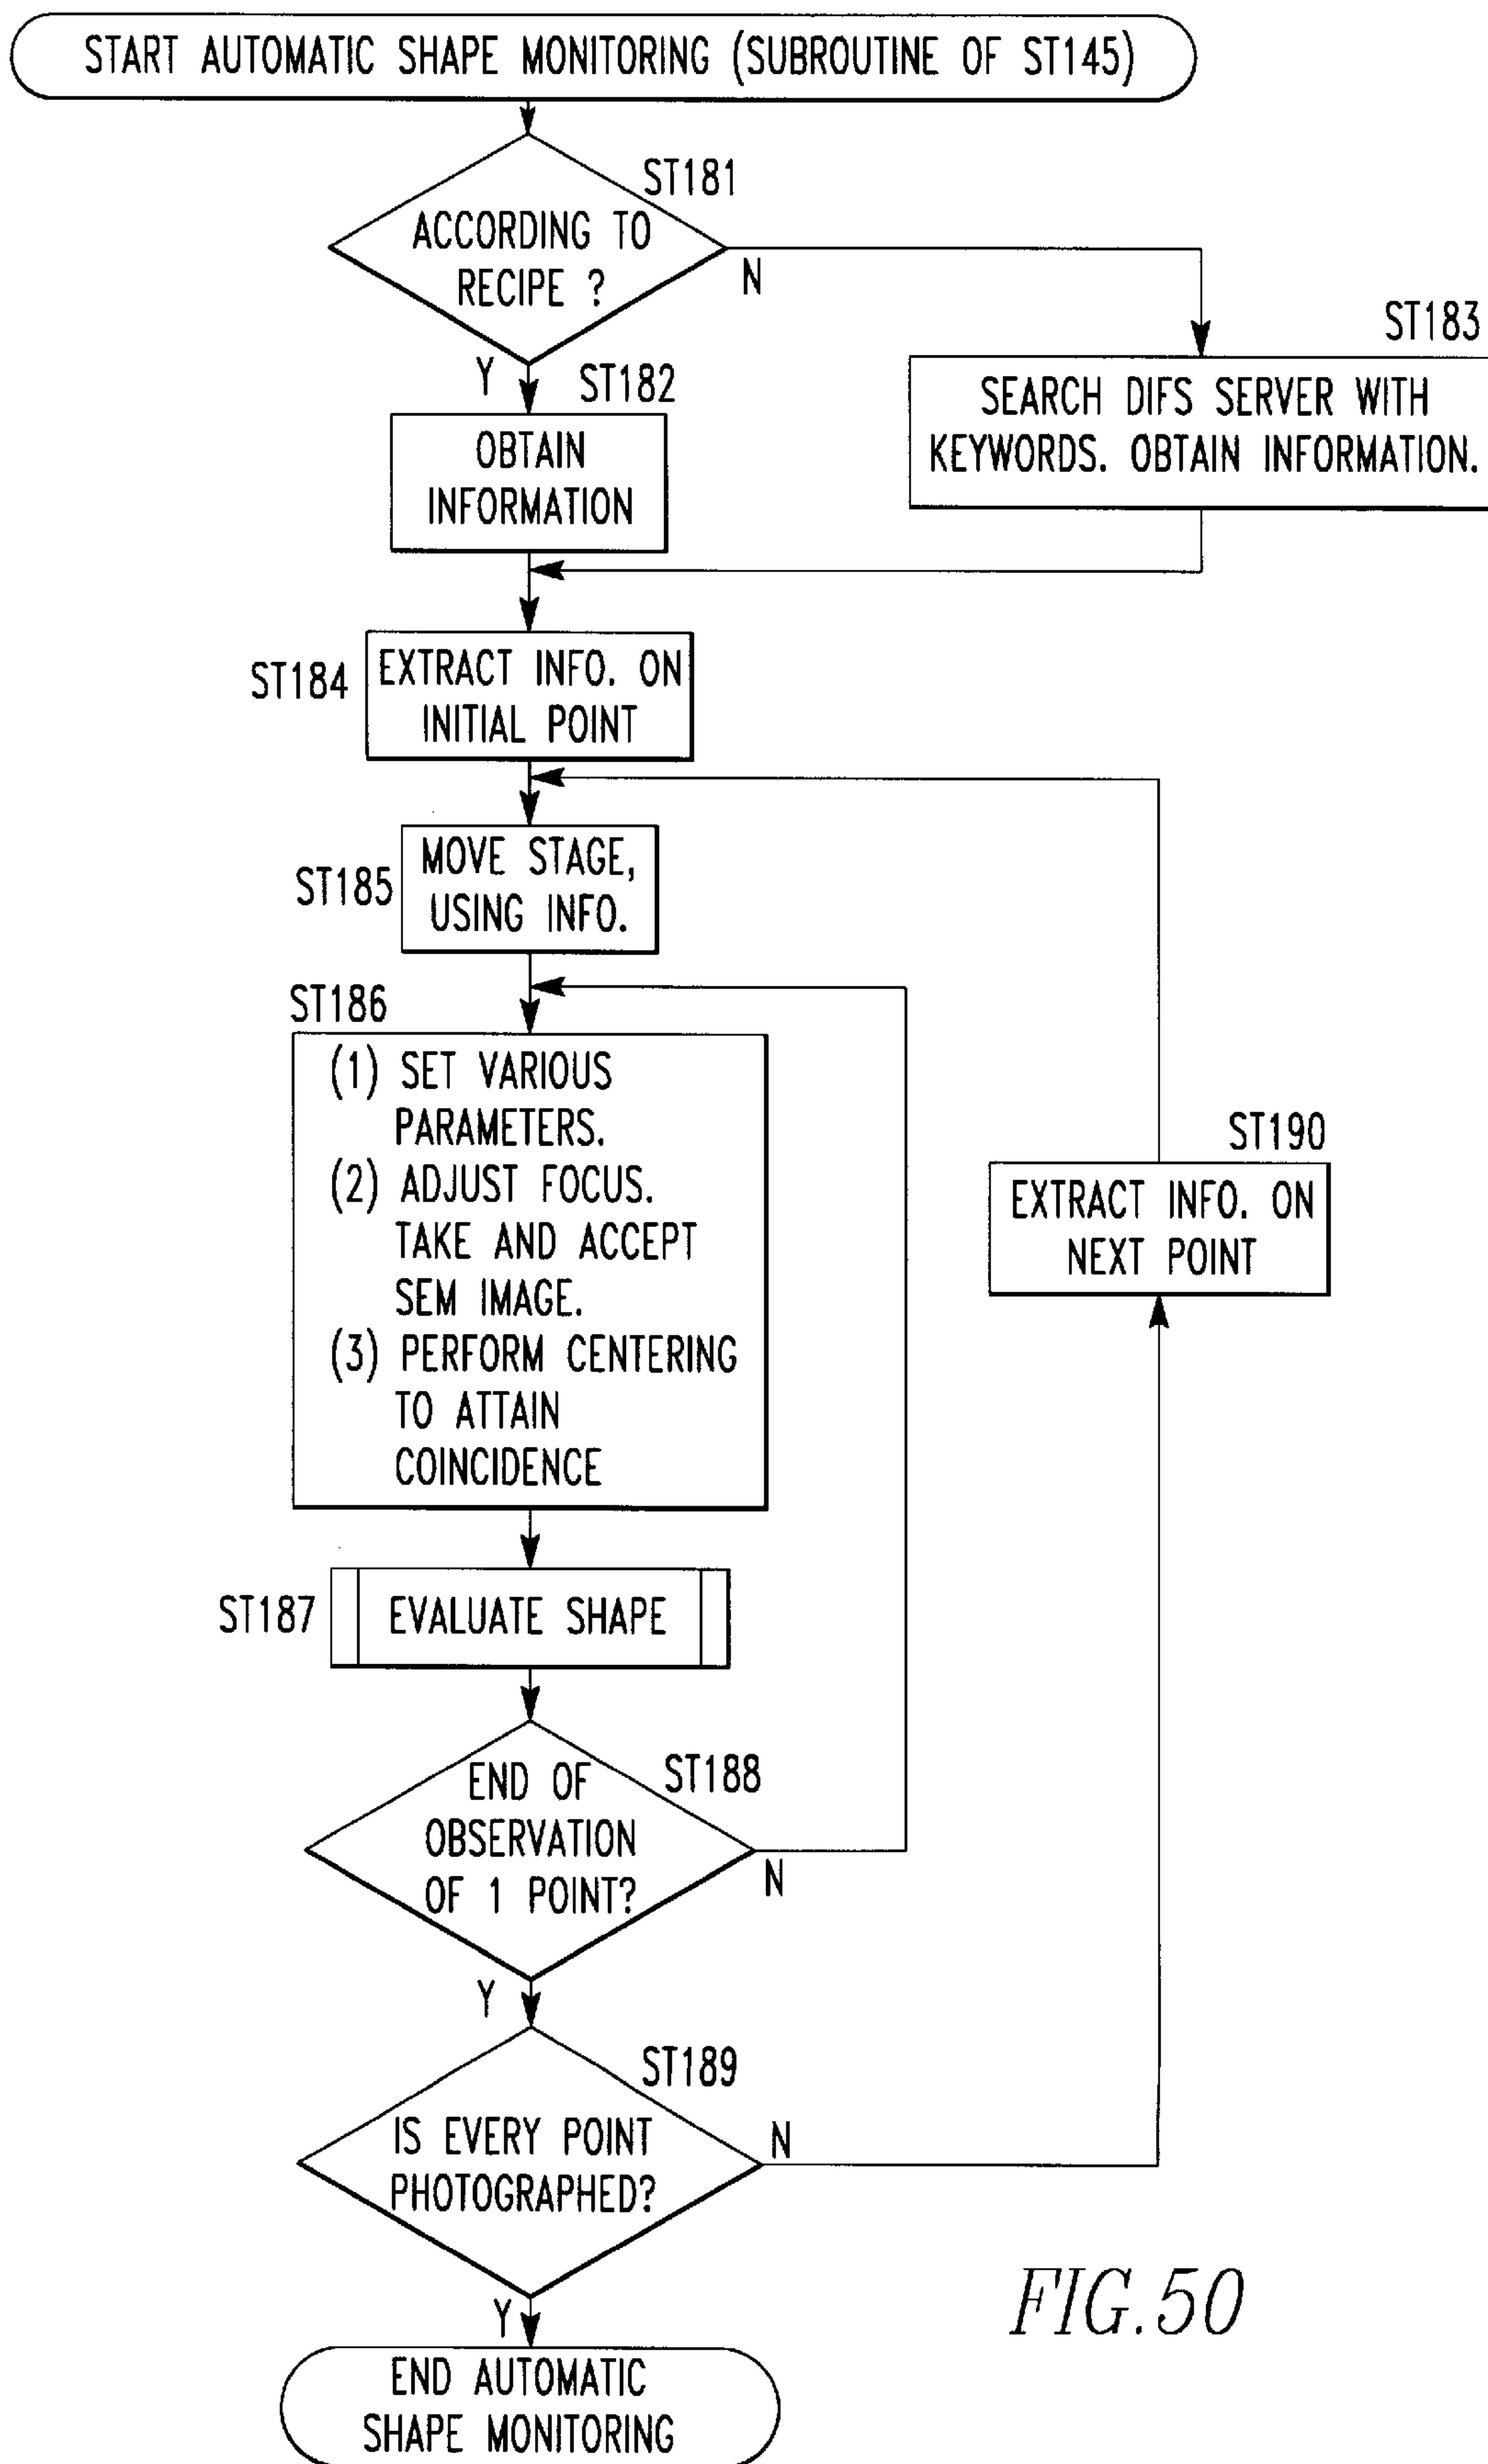 START AUTOMATIC SHAPE MONITORING (SUBROUTINE OF ST145)
ST181
ACCORDING TO
RECIPE ?
N
Y
ST182
OBTAIN
INFORMATION
ST183
SEARCH DIFS SERVER WITH
KEYWORDS. OBTAIN INFORMATION.
ST184
EXTRACT INFO. ON
INITIAL POINT
ST185
MOVE STAGE,
USING INFO.
ST186
(1) SET VARIOUS
PARAMETERS.
(2) ADJUST FOCUS.
TAKE AND ACCEPT
SEM IMAGE.
(3) PERFORM CENTERING
TO ATTAIN
COINCIDENCE
ST190
EXTRACT INFO. ON
NEXT POINT
ST187
EVALUATE SHAPE
ST188
END OF
OBSERVATION
OF 1 POINT?
N
Y
ST189
IS EVERY POINT
PHOTOGRAPHED?
N
Y
END AUTOMATIC
SHAPE MONITORING
FIG.50